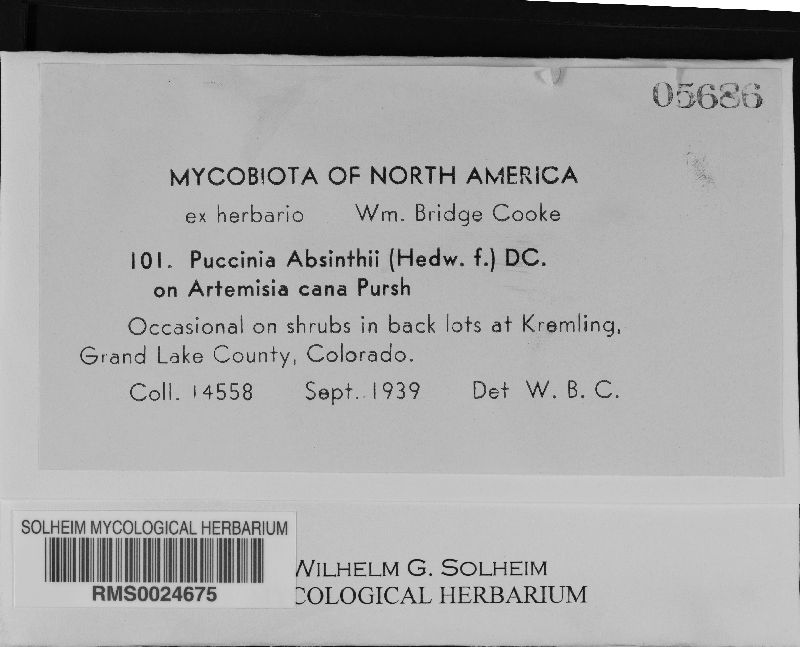 05686
MYCOBIOTA OF NORTH AMERICA
ex herbario Wm. Bridge Cooke
101. Puccinia Absinthii (Hedw. f.) DC.
on Artemisia cana Pursh
Occasional on shrubs in back lots at Kremling,
Grand Lake County, Colorado.
Coll. 14558 Sept. 1939 Det W. B. C.
SOLHEIM MYCOLOGICAL HERBARIUM
RMS0024675
WILHELM G. SOLHEIM
COLOGICAL HERBARIUM